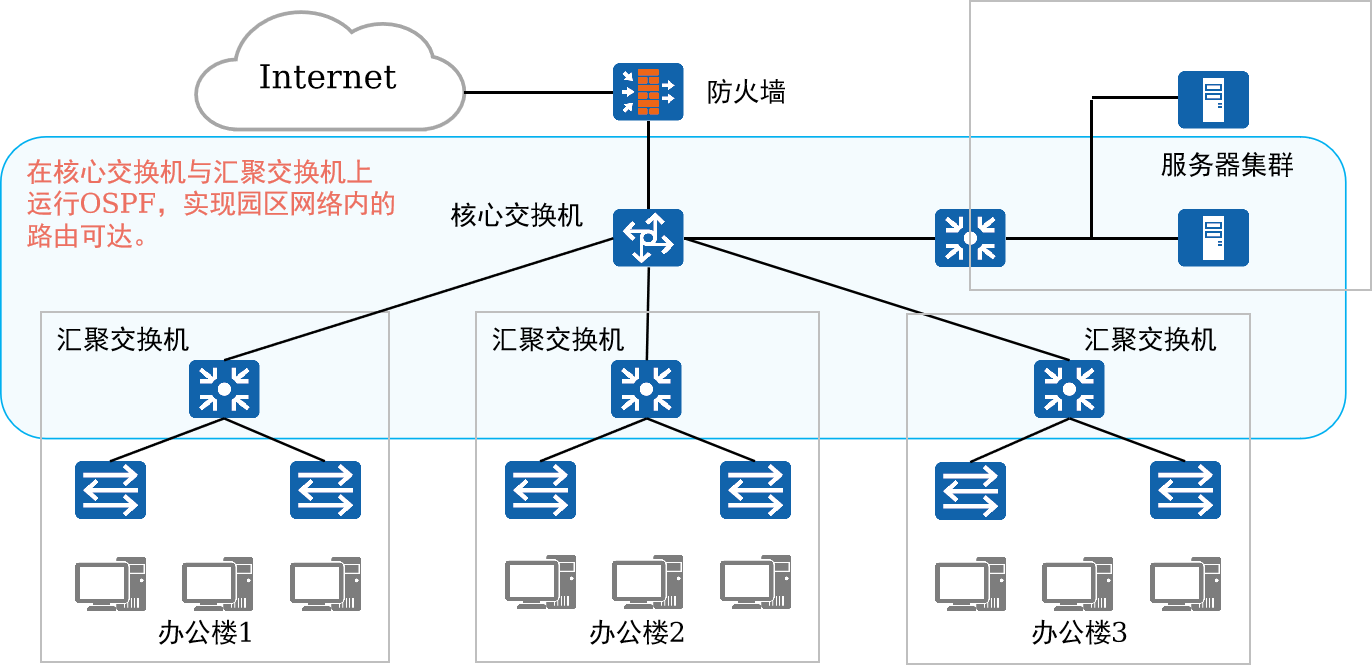 Internet
防火墙
服务器集群
在核心交换机与汇聚交换机上
运行OSPF，实现园区网络内的
路由可达。
核心交换机
汇聚交换机
汇聚交换机
汇聚交换机
办公楼1
办公楼2
办公楼3